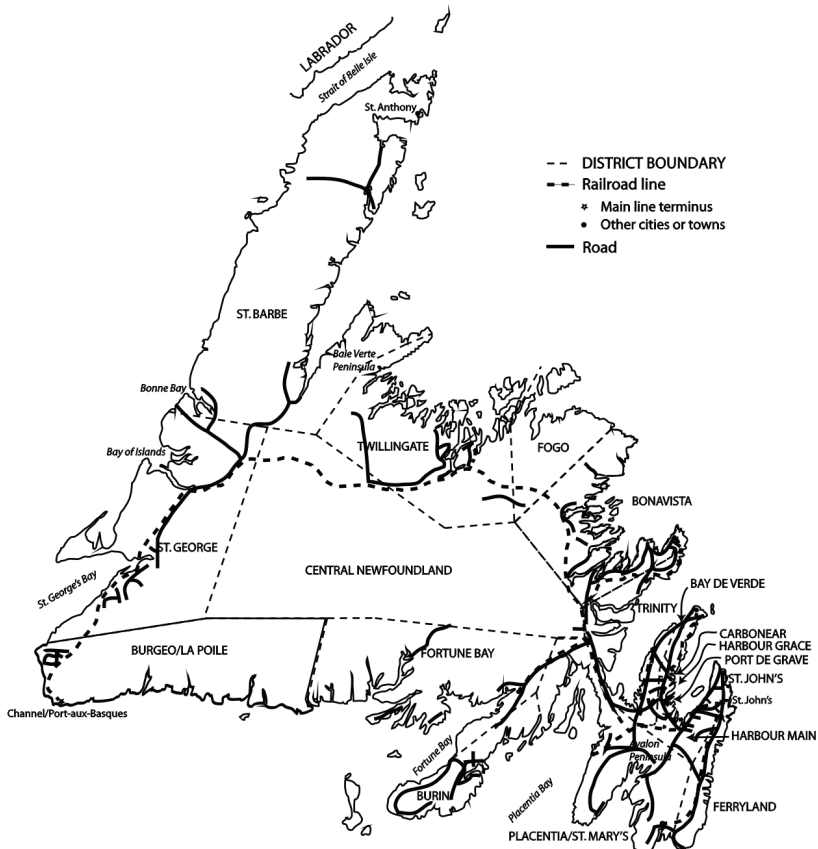 LABRADOR
Strait of Belle Isle
St. Anthony
DISTRICT BOUNDARY
Railroad line
Main line terminus
Other cities or towns
Road
ST. BARBE
Baie Verte
Peninsula
Bonne Bay
TWILLINGATE
FOGO
Bay of Islands
BONAVISTA
ST. GEORGE
CENTRAL NEWFOUNDLAND
St. George's Bay
BAY DE VERDE
TRINITY
CARBONEAR
HARBOUR GRACE
PORT DE GRAVE
BURGEO/LA POILE
FORTUNE BAY
ST. JOHN'S
St. John's
Channel/Port-aux-Basques
HARBOUR MAIN
Avalon
Peninsula
Fortune Bay
BURIN
Placentia Bay
FERRYLAND
PLACENTIA/ST. MARY'S